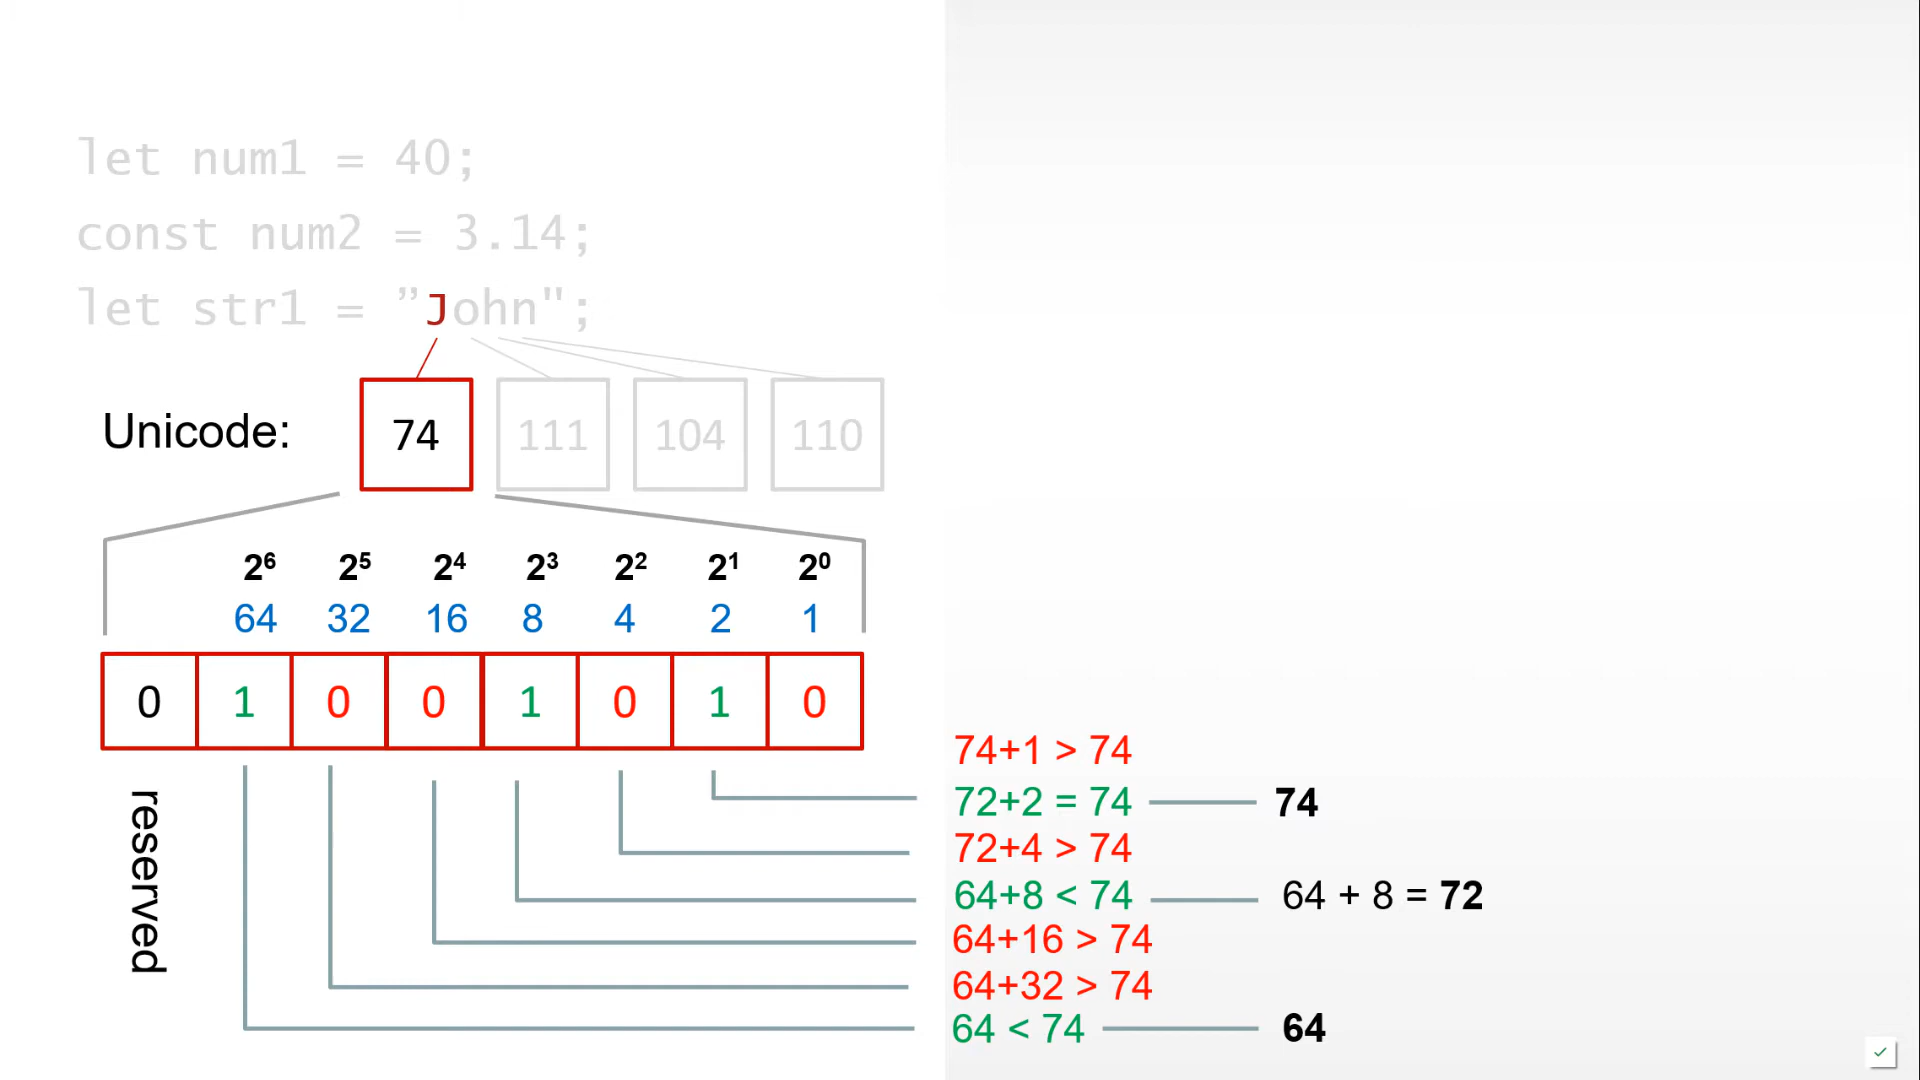 let num1 = 40;
const num2 = 3.14;
let str1 = ”John";
Unicode: 74 111 104 110
2⁶ 2⁵ 2⁴ 2³ 2² 2¹ 2⁰
64 32 16 8 4 2 1
0 1 0 0 1 0 1 0
reserved
74+1 > 74
72+2 = 74 74
72+4 > 74
64+8 < 74 64 + 8 = 72
64+16 > 74
64+32 > 74
64 < 74 64